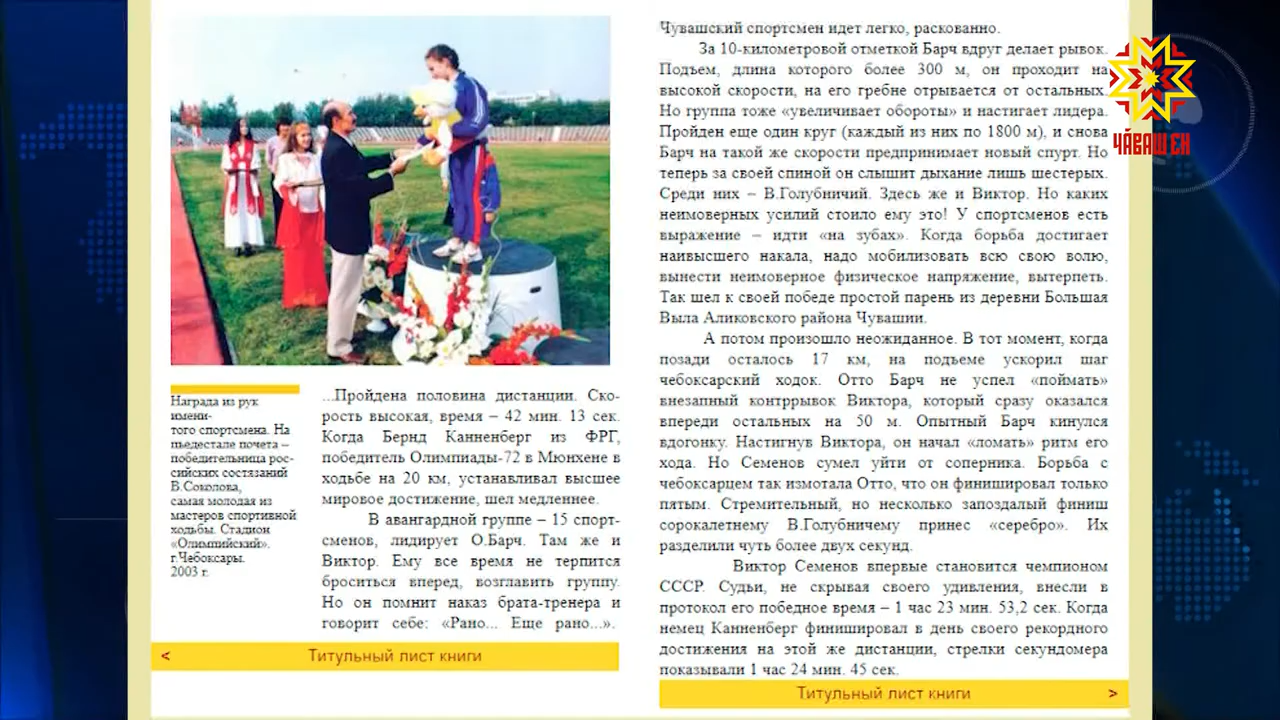 Награда из рук
имени-
того спортсмена. На
пьедестале почета –
победительница рос-
сийских состязаний
В.Соколова,
самая молодая из
мастеров спортивной
ходьбы. Стадион
«Олимпийский».
г.Чебоксары.
2003 г.
...Пройдена половина дистанции. Ско-
рость высокая, время – 42 мин. 13 сек.
Когда Бернд Канненберг из ФРГ,
победитель Олимпиады-72 в Мюнхене в
ходьбе на 20 км, устанавливал высшее
мировое достижение, шел медленнее.
В авангардной группе – 15 спорт-
сменов, лидирует О.Барч. Там же и
Виктор. Ему все время не терпится
броситься вперед, возглавить группу.
Но он помнит наказ брата-тренера и
говорит себе: «Рано... Еще рано...».
< Титульный лист книги
Чувашский спортсмен идет легко, раскованно.
За 10-километровой отметкой Барч вдруг делает рывок.
Подъем, длина которого более 300 м, он проходит на
высокой скорости, на его гребне отрывается от остальных.
Но группа тоже «увеличивает обороты» и настигает лидера.
Пройден еще один круг (каждый из них по 1800 м), и снова
Барч на такой же скорости предпринимает новый спурт. Но
теперь за своей спиной он слышит дыхание лишь шестерых.
Среди них – В.Голубничий. Здесь же и Виктор. Но каких
неимоверных усилий стоило ему это! У спортсменов есть
выражение – идти «на зубах». Когда борьба достигает
наивысшего накала, надо мобилизовать всю свою волю,
вынести неимоверное физическое напряжение, вытерпеть.
Так шел к своей победе простой парень из деревни Большая
Выла Аликовского района Чувашии.
А потом произошло неожиданное. В тот момент, когда
позади осталось 17 км, на подъеме ускорил шаг
чебоксарский ходок. Отто Барч не успел «поймать»
внезапный контррывок Виктора, который сразу оказался
впереди остальных на 50 м. Опытный Барч кинулся
вдогонку. Настигнув Виктора, он начал «ломать» ритм его
хода. Но Семенов сумел уйти от соперника. Борьба с
чебоксарцем так измотала Отто, что он финишировал только
пятым. Стремительный, но несколько запоздалый финиш
сорокалетнему В.Голубничему принес «серебро». Их
разделили чуть более двух секунд.
Виктор Семенов впервые становится чемпионом
СССР. Судьи, не скрывая своего удивления, внесли в
протокол его победное время – 1 час 23 мин. 53,2 сек. Когда
немец Канненберг финишировал в день своего рекордного
достижения на этой же дистанции, стрелки секундомера
показывали 1 час 24 мин. 45 сек.
Титульный лист книги >
ЧӐВАШ ЕН